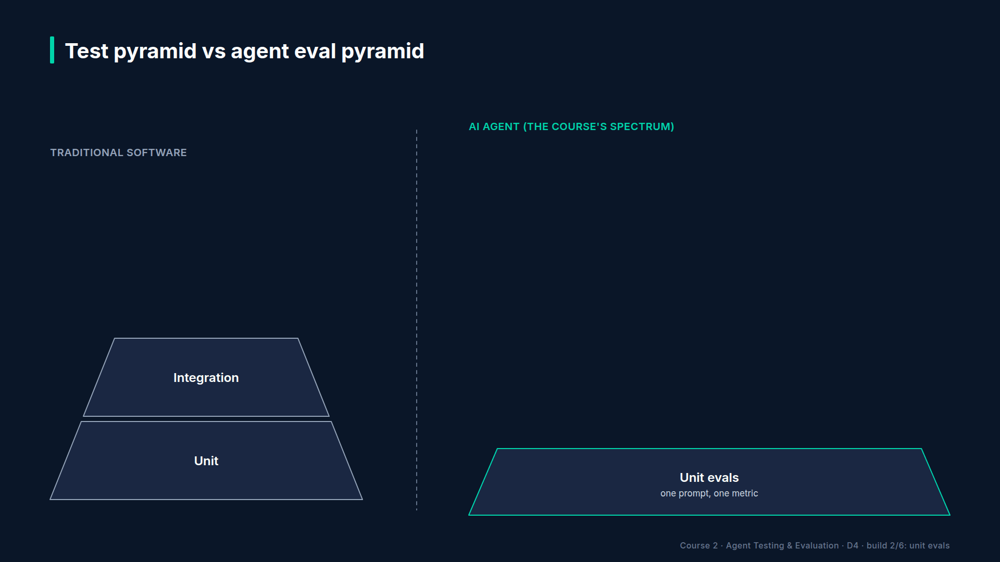 Test pyramid vs agent eval pyramid
TRADITIONAL SOFTWARE
Integration
Unit
AI AGENT (THE COURSE'S SPECTRUM)
Unit evals
one prompt, one metric
Course 2 · Agent Testing & Evaluation · D4 · build 2/6: unit evals